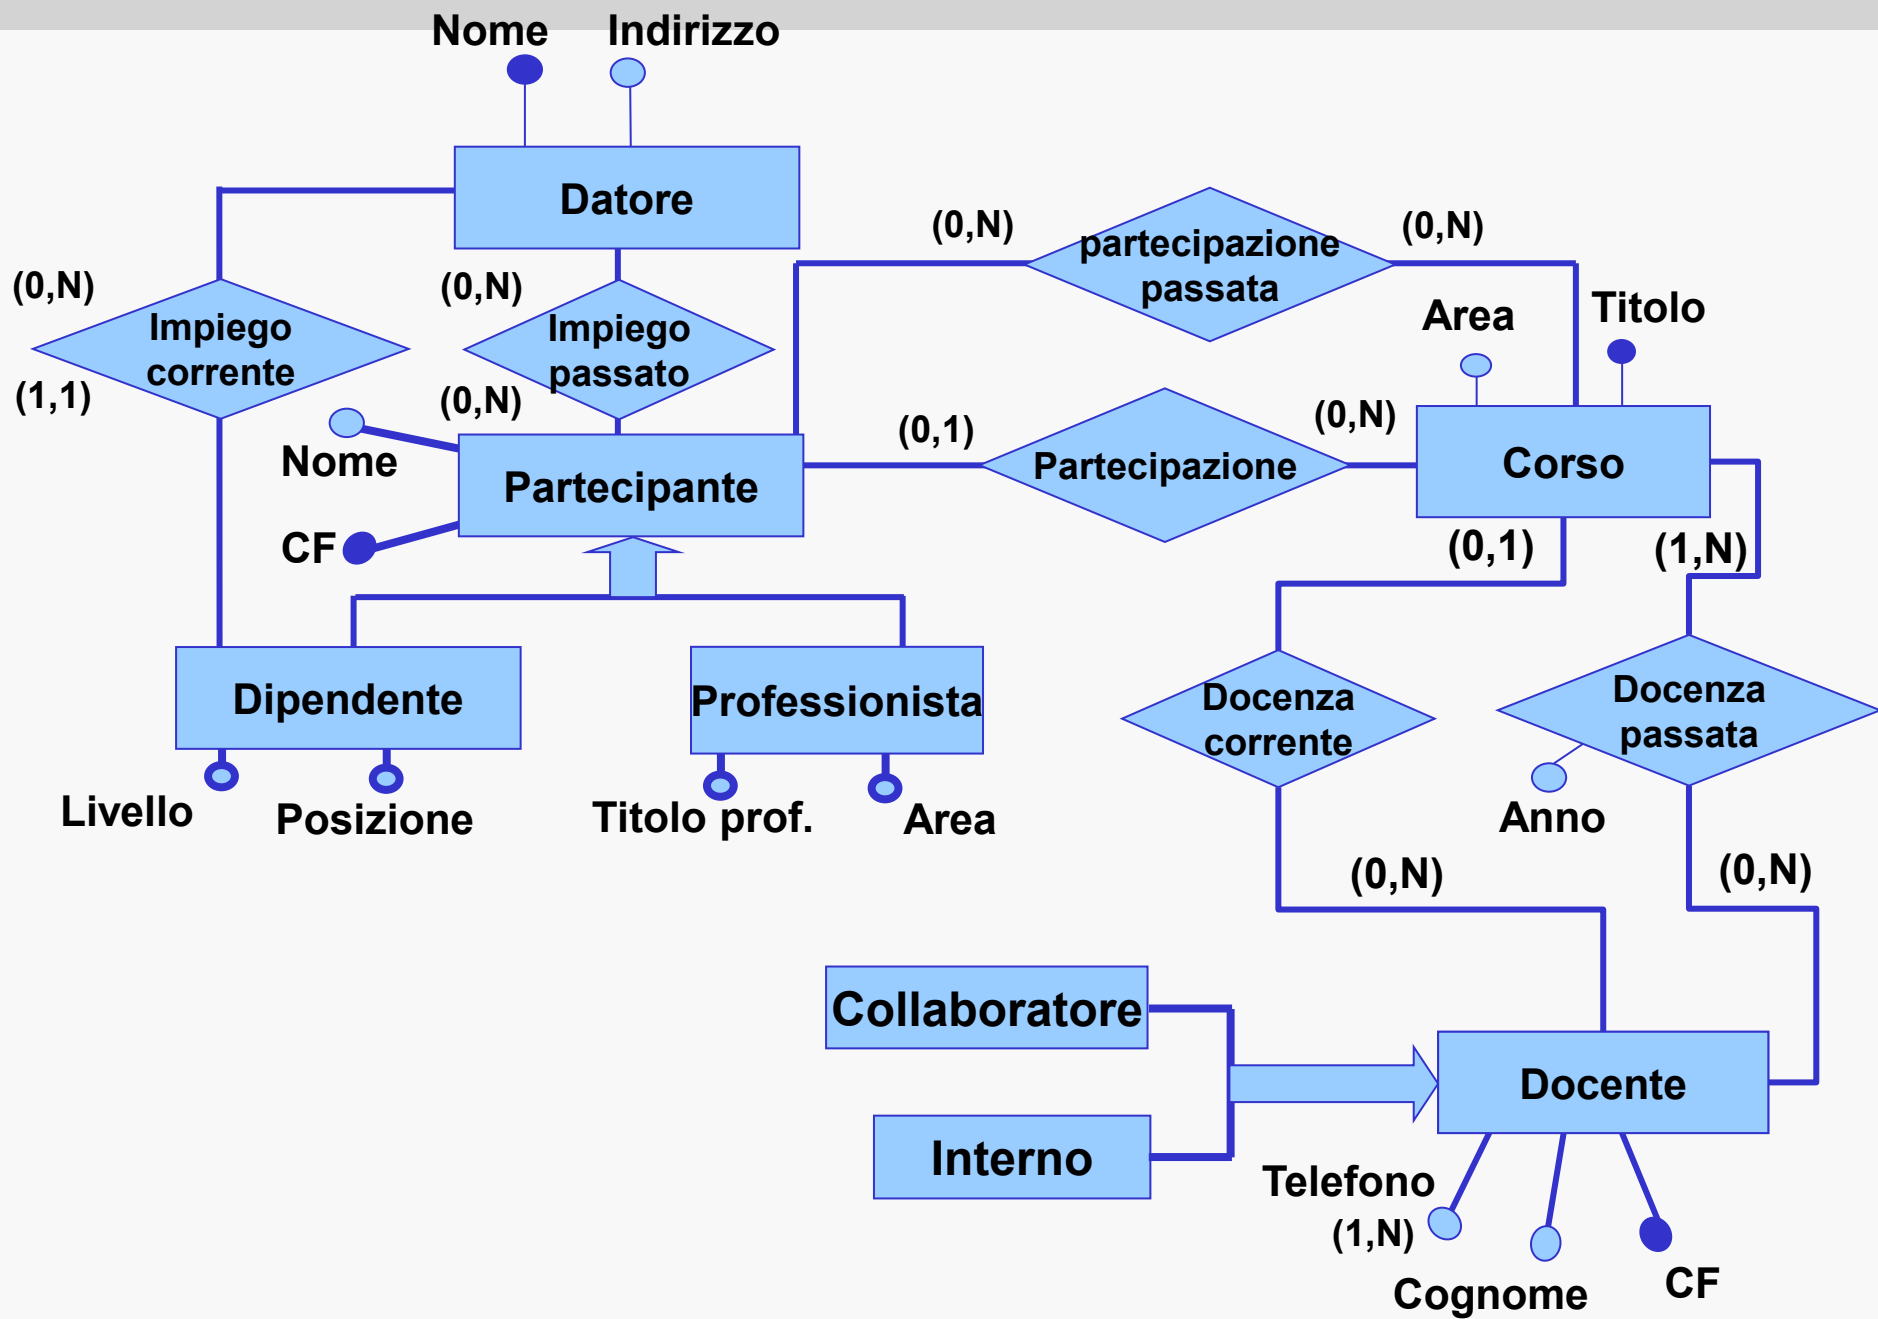 Nome Indirizzo
Datore
(0,N)
partecipazione
passata
(0,N)
(0,N)
Impiego
corrente
(1,1)
(0,N)
Impiego
passato
(0,N)
Area
Titolo
Nome
CF
Partecipante
(0,1)
Partecipazione
(0,N)
Corso
(0,1)
(1,N)
Dipendente
Livello
Posizione
Professionista
Titolo prof.
Area
Docenza
corrente
Docenza
passata
Anno
(0,N)
(0,N)
Collaboratore
Interno
Docente
Telefono
(1,N)
Cognome
CF